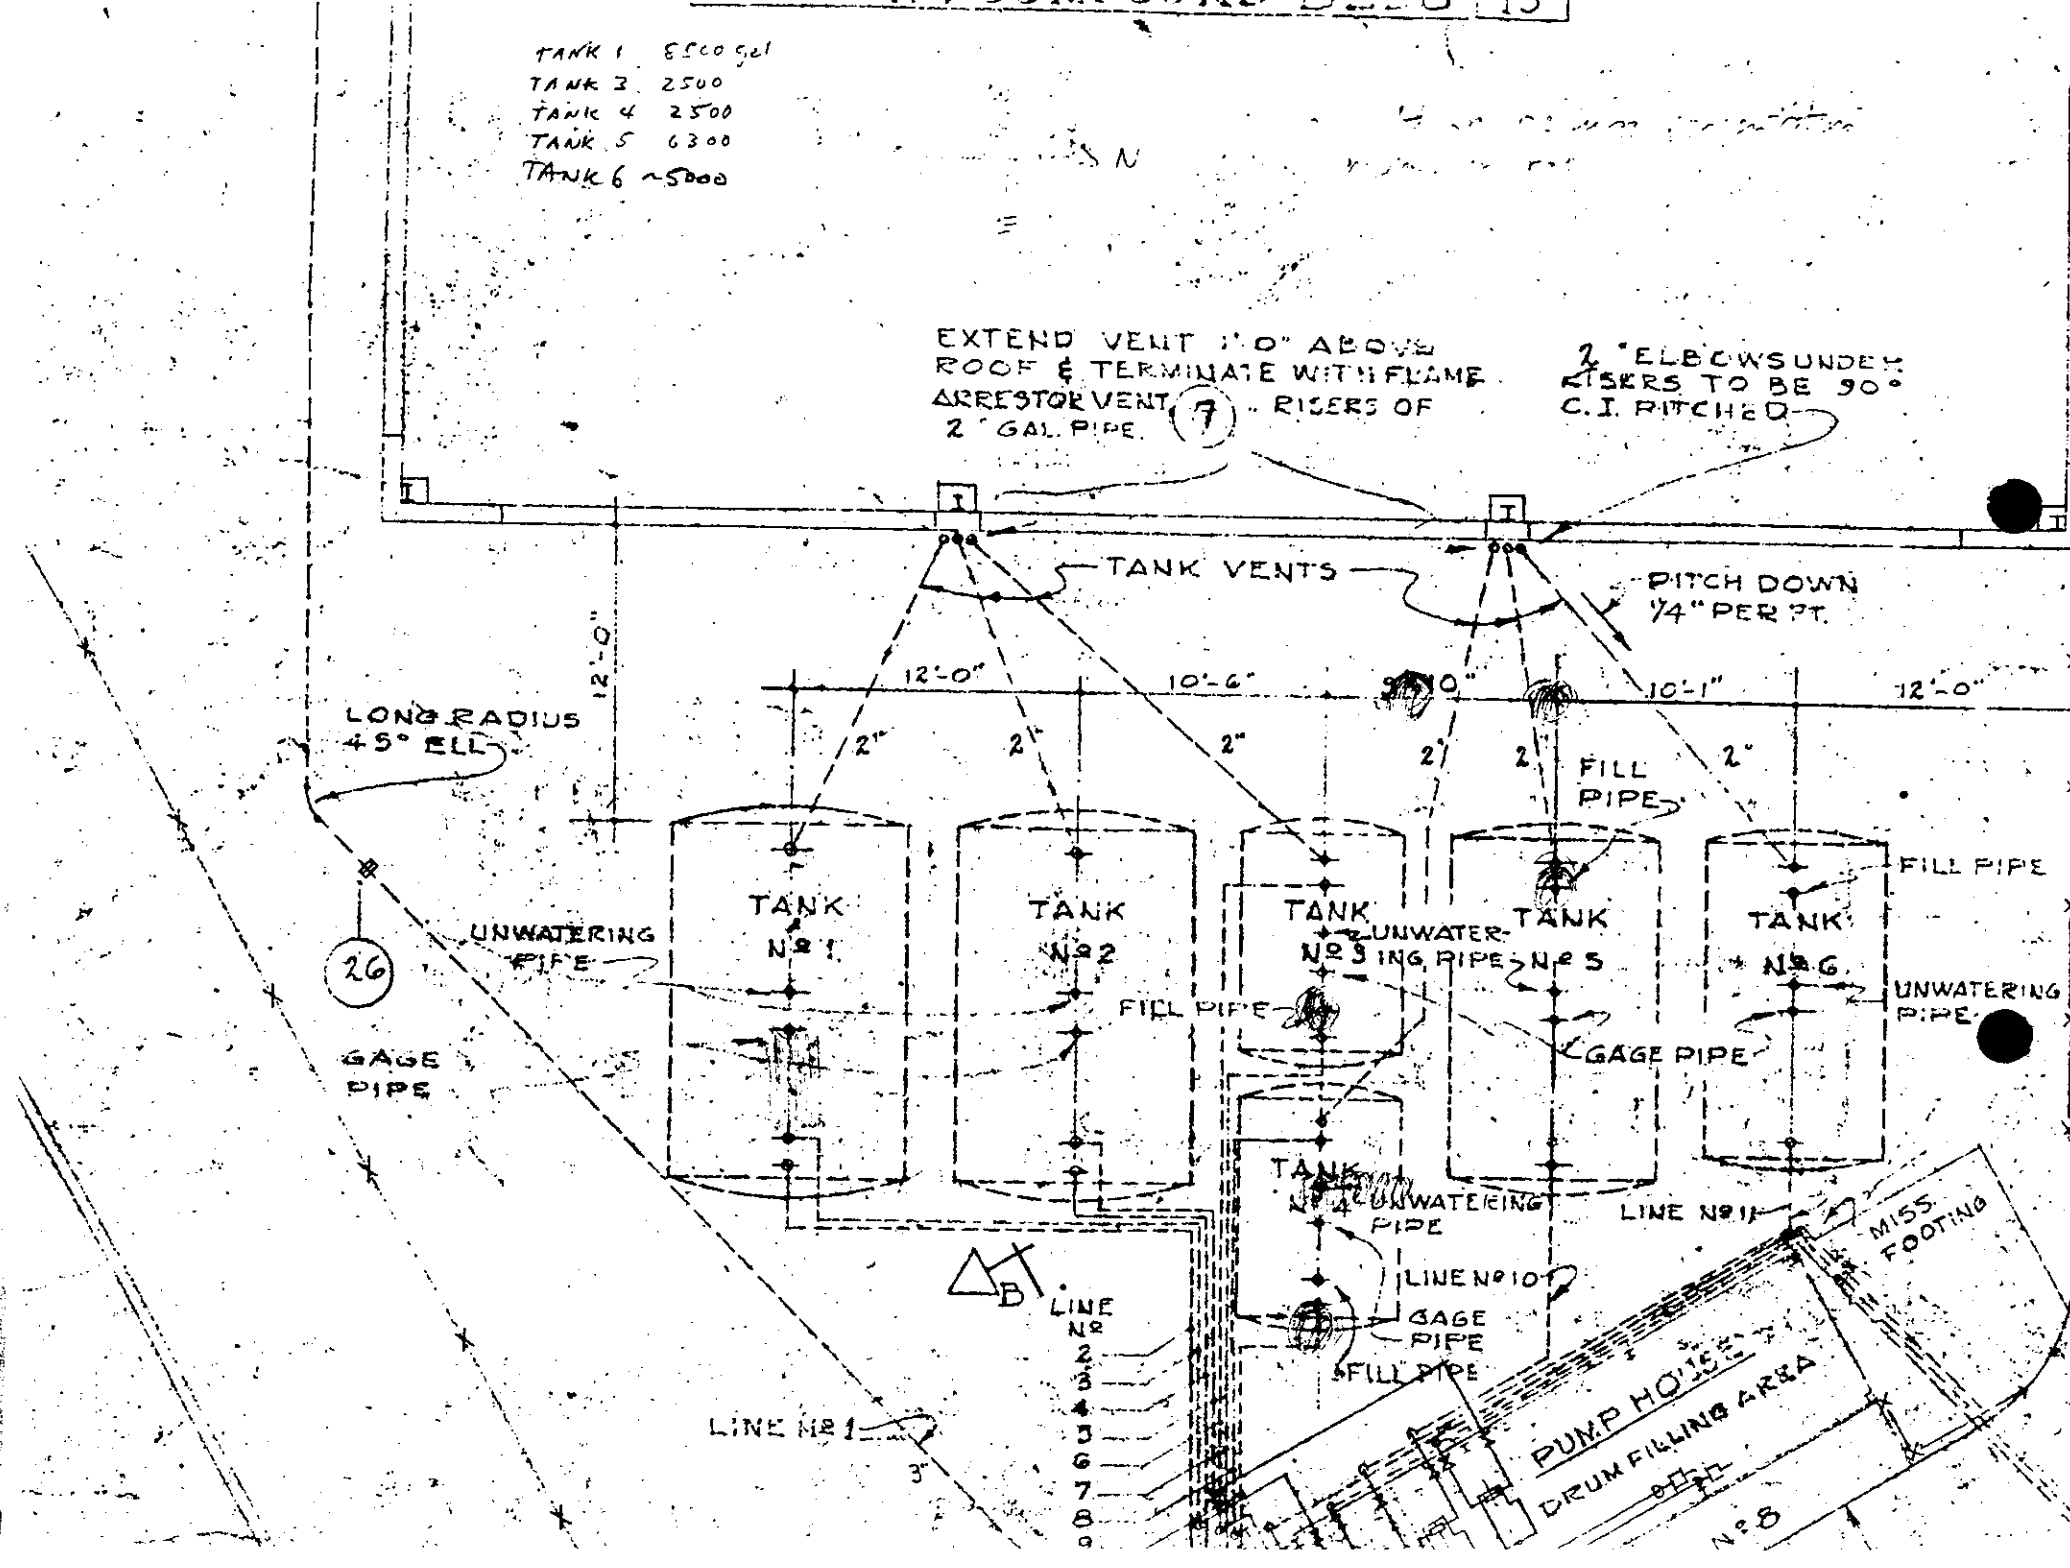 13
TANK 1 8500 gal
TANK 3 2500
TANK 4 2500
TANK 5 6300
TANK 6 ~5000
N
EXTEND VENT 1'0" ABOVE
ROOF & TERMINATE WITH FLAME
ARRESTOR VENT. 7 RISERS OF
2" GAL. PIPE.
2" ELBOWS UNDER
RISERS TO BE 90°
C.I. PITCHED
I
I
I
I
TANK VENTS
PITCH DOWN
1/4" PER FT.
12'-0"
12'-0"
10'-6"
10"
10'-1"
12'-0"
LONG RADIUS
45° ELL
2"
2"
2"
2"
2"
2"
FILL
PIPE
FILL PIPE
TANK
Nº 1
TANK
Nº 2
TANK
Nº 3
TANK
Nº 5
TANK
Nº 6
UNWATERING
PIPE
UNWATER-
ING PIPE
UNWATERING
PIPE
26
FILL PIPE
GAGE
PIPE
GAGE PIPE
TANK
Nº 4
UNWATERING
PIPE
LINE Nº 11
MISS
FOOTING
B
LINE Nº 10
LINE
Nº
2
3
4
5
6
7
8
9
GAGE
PIPE
FILL PIPE
LINE Nº 1
3"
PUMP HOUSE
DRUM FILLING AREA
Nº 8